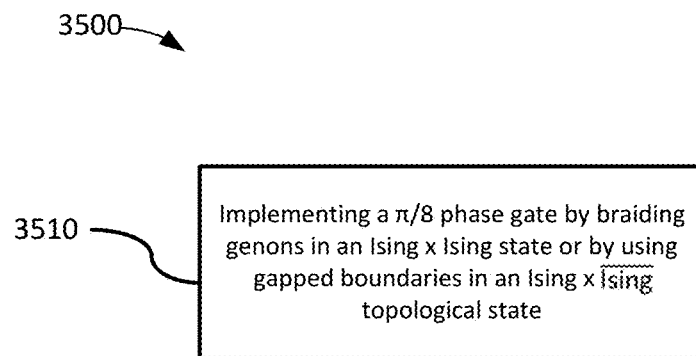 3500
3510
Implementing a π/8 phase gate by braiding
genons in an Ising x Ising state or by using
gapped boundaries in an Ising x I̅s̅i̅n̅g̅
topological state